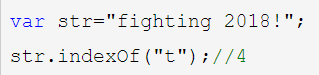 var str="fighting 2018!";
str.indexOf("t");//4